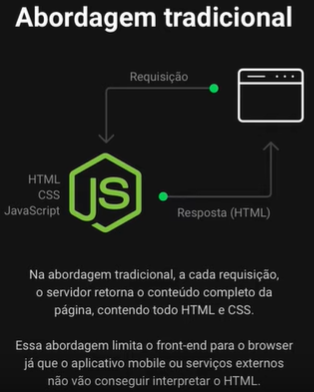 Abordagem tradicional
Requisição
HTML
CSS
JavaScript
JS
Resposta (HTML)
Na abordagem tradicional, a cada requisição,
o servidor retorna o conteúdo completo da
página, contendo todo HTML e CSS.
Essa abordagem limita o front-end para o browser
já que o aplicativo mobile ou serviços externos
não vão conseguir interpretar o HTML.